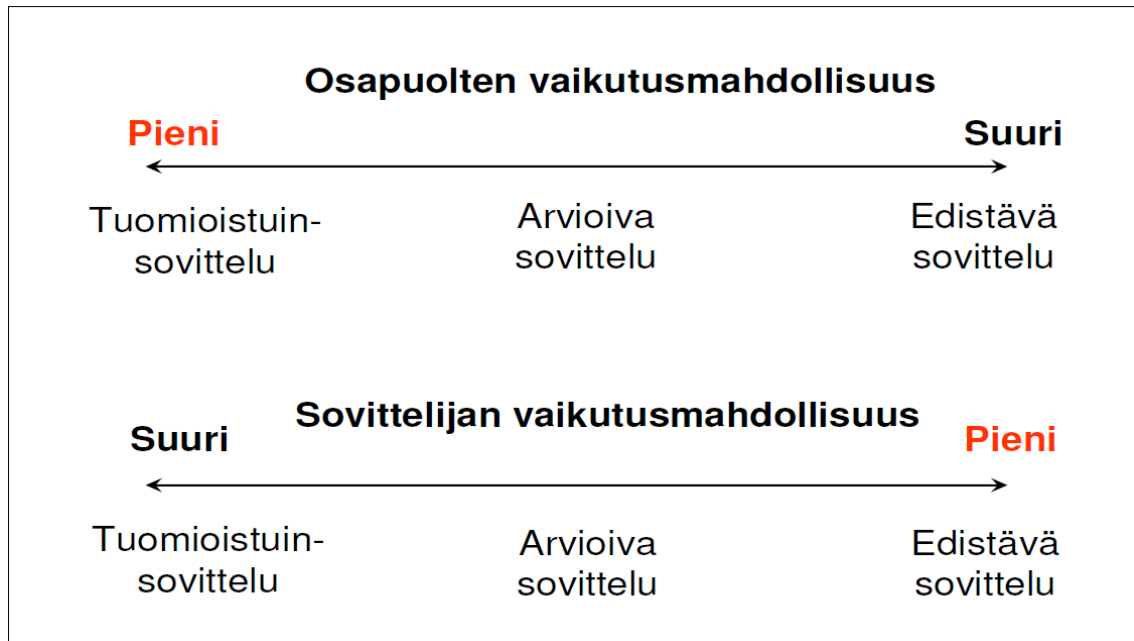 Osapuolten vaikutusmahdollisuus
Pieni
Suuri
Tuomioistuin-
sovittelu
Arvioiva
sovittelu
Edistävä
sovittelu
Sovittelijan vaikutusmahdollisuus
Suuri
Pieni
Tuomioistuin-
sovittelu
Arvioiva
sovittelu
Edistävä
sovittelu